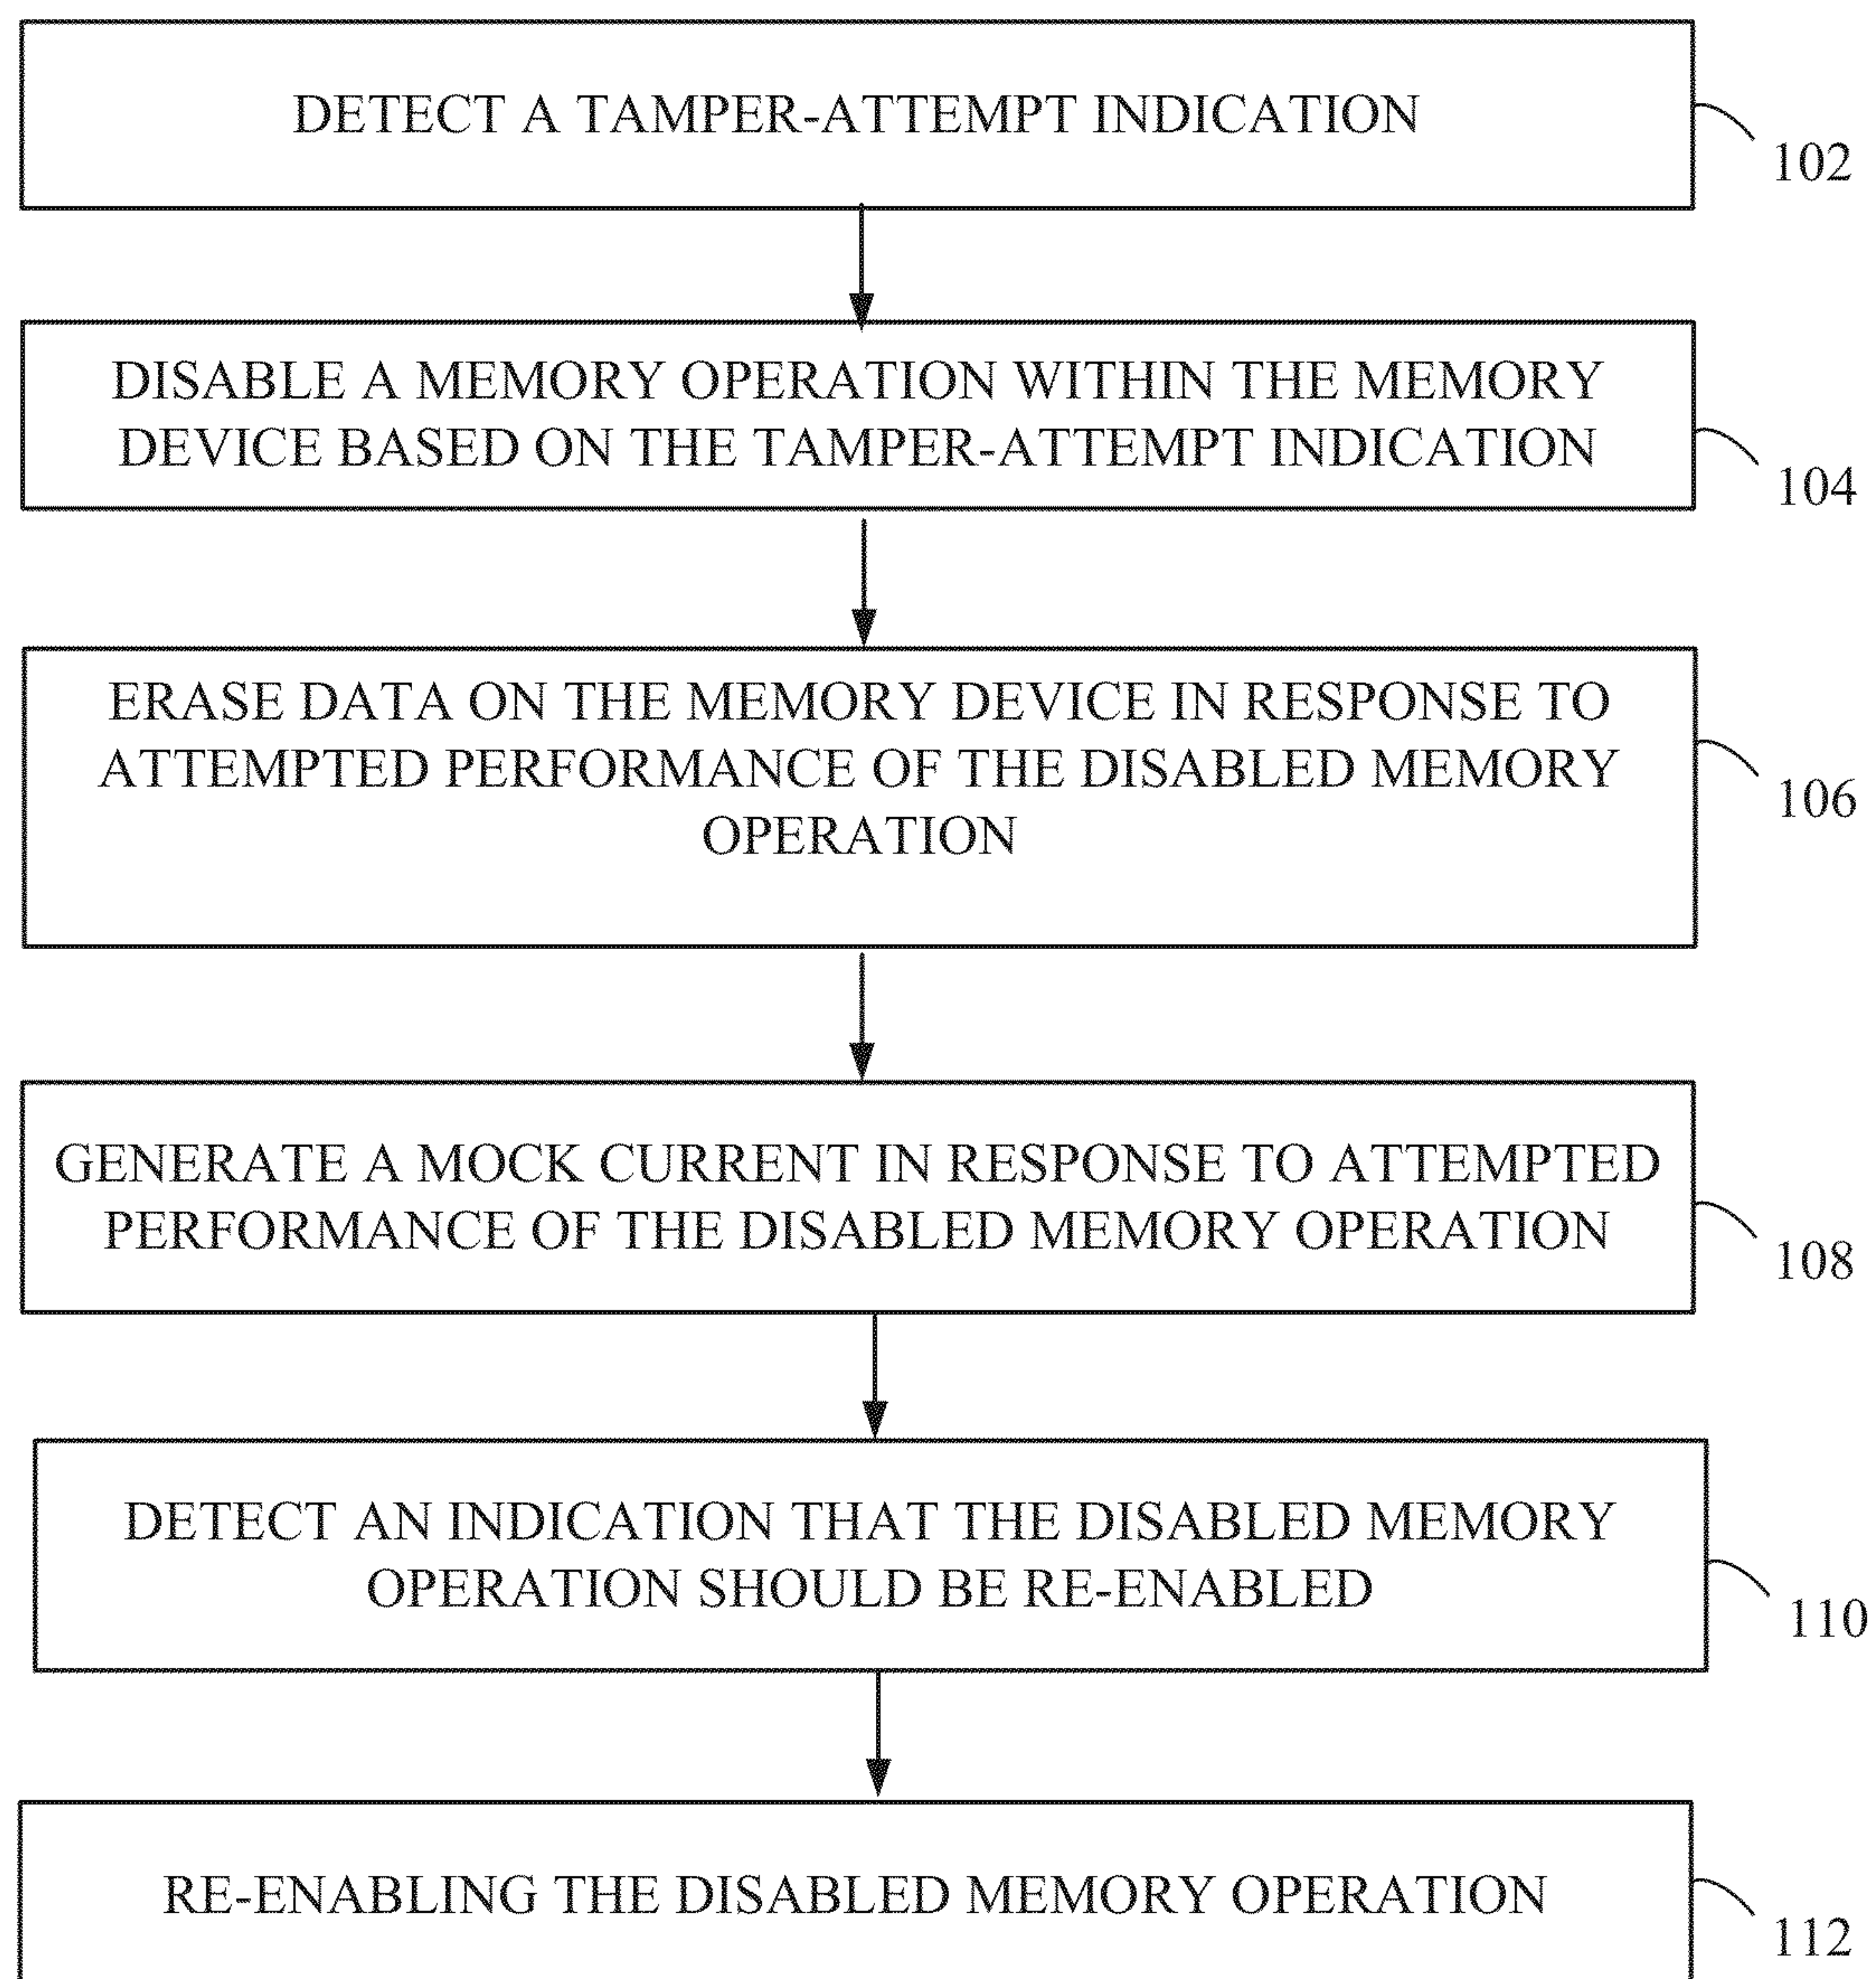 DETECT A TAMPER-ATTEMPT INDICATION
102
DISABLE A MEMORY OPERATION WITHIN THE MEMORY
DEVICE BASED ON THE TAMPER-ATTEMPT INDICATION
104
ERASE DATA ON THE MEMORY DEVICE IN RESPONSE TO
ATTEMPTED PERFORMANCE OF THE DISABLED MEMORY
OPERATION
106
GENERATE A MOCK CURRENT IN RESPONSE TO ATTEMPTED
PERFORMANCE OF THE DISABLED MEMORY OPERATION
108
DETECT AN INDICATION THAT THE DISABLED MEMORY
OPERATION SHOULD BE RE-ENABLED
110
RE-ENABLING THE DISABLED MEMORY OPERATION
112